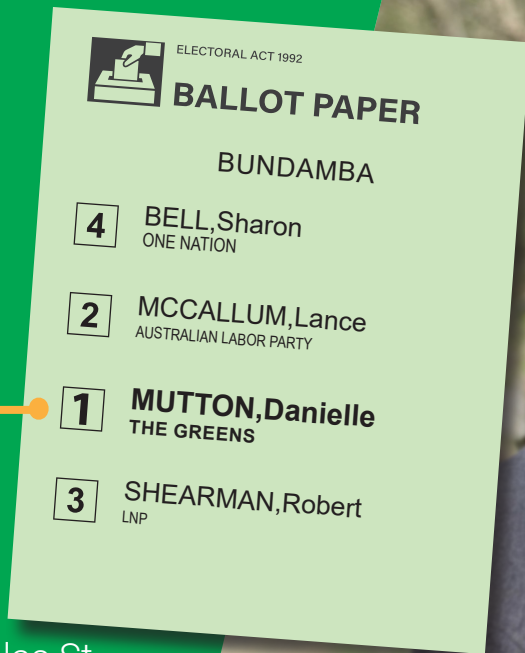 ELECTORAL ACT 1992
BALLOT PAPER
BUNDAMBA
4 BELL,Sharon
ONE NATION
2 MCCALLUM,Lance
AUSTRALIAN LABOR PARTY
1 MUTTON,Danielle
THE GREENS
3 SHEARMAN,Robert
LNP
St